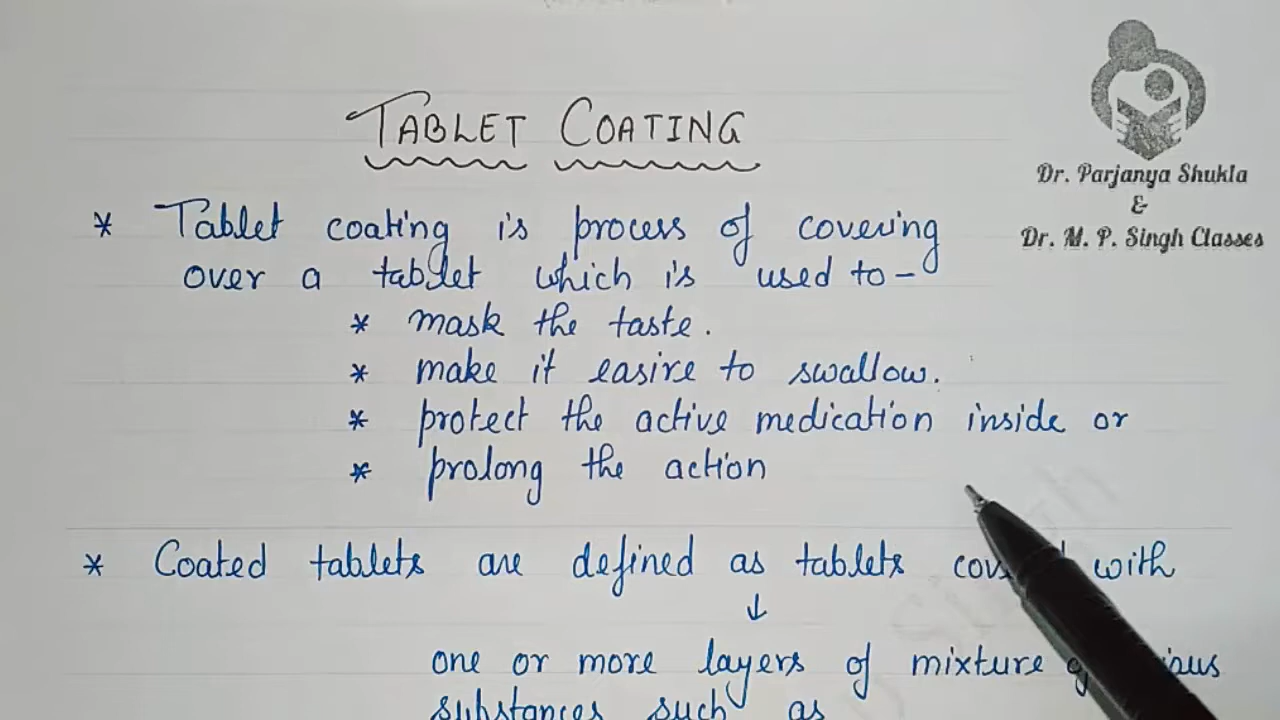 TABLET COATING
Dr. Parjanya Shukla
&
Dr. M. P. Singh Classes
* Tablet coating is process of covering
over a tablet which is used to -
* mask the taste.
* make it easire to swallow.
* protect the active medication inside or
* prolong the action
* Coated tablets are defined as tablets with
↓
one or more layers of mixture
substances such as